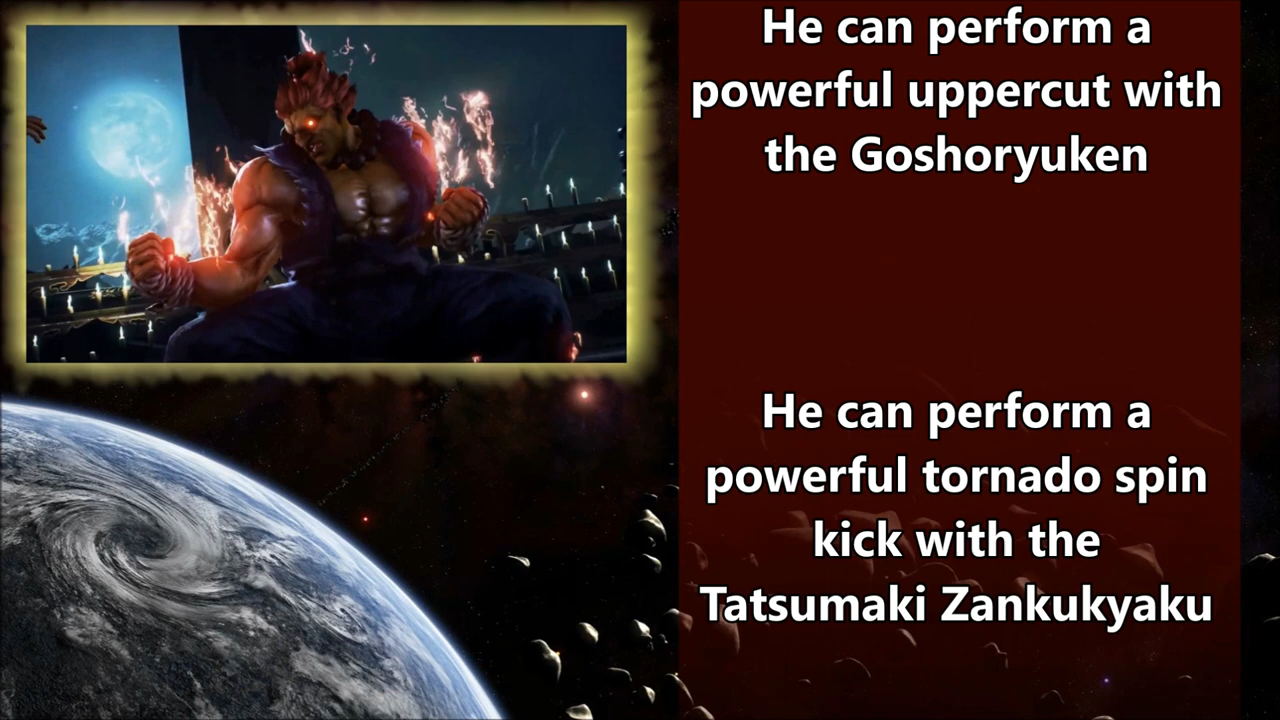 He can perform a
powerful uppercut with
the Goshoryuken
He can perform a
powerful tornado spin
kick with the
Tatsumaki Zankukyaku